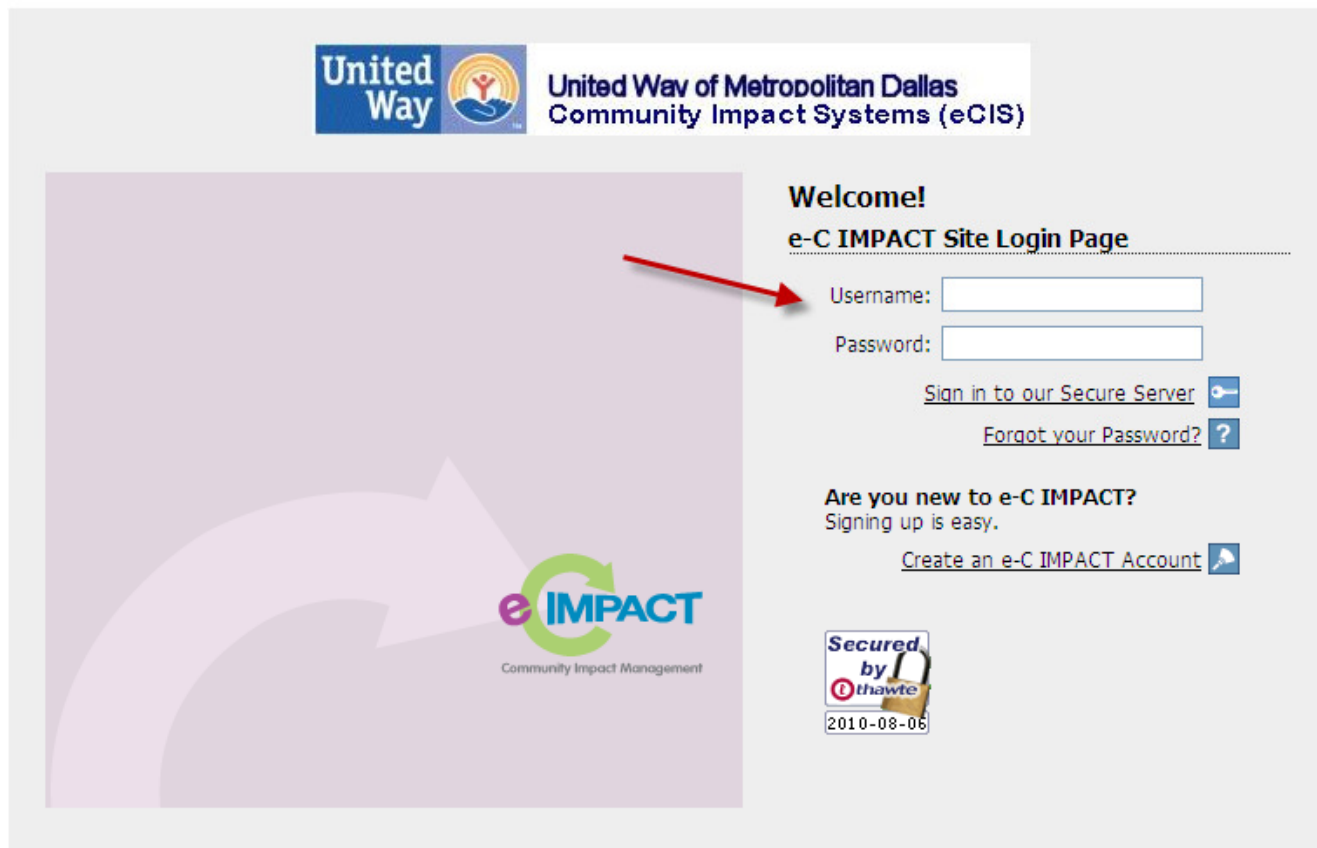 United
Way
United Way of Metropolitan Dallas
Community Impact Systems (eCIS)
Welcome!
e-C IMPACT Site Login Page
Username:
Password:
Sign in to our Secure Server
Forgot your Password?
?
Are you new to e-C IMPACT?
Signing up is easy.
Create an e-C IMPACT Account
e IMPACT
Community Impact Management
Secured
by
thawte
2010-08-06